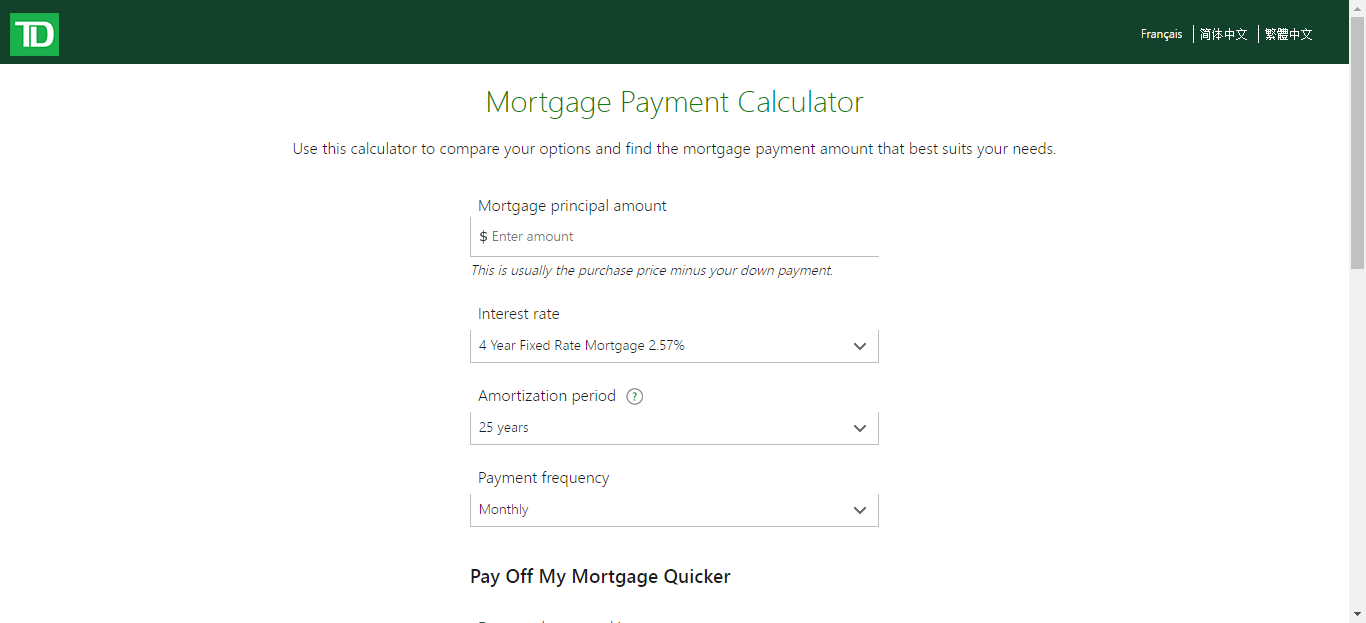 TD
Français 简体中文 繁體中文
Mortgage Payment Calculator
Use this calculator to compare your options and find the mortgage payment amount that best suits your needs.
Mortgage principal amount
$ Enter amount
This is usually the purchase price minus your down payment.
Interest rate
4 Year Fixed Rate Mortgage 2.57%
Amortization period ?
25 years
Payment frequency
Monthly
Pay Off My Mortgage Quicker